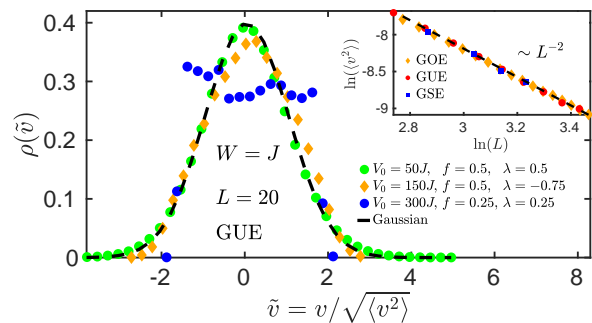 0.4
0.3
0.2
0.1
0
ρ(ṽ)
-2
0
2
4
6
8
ṽ = v/√⟨v²⟩
W = J
L = 20
GUE
-8
-8.5
-9
ln(⟨v²⟩)
2.8
3
3.2
3.4
ln(L)
∼ L⁻²
GOE
GUE
GSE
V₀ = 50J, f = 0.5, λ = 0.5
V₀ = 150J, f = 0.5, λ = −0.75
V₀ = 300J, f = 0.25, λ = 0.25
Gaussian